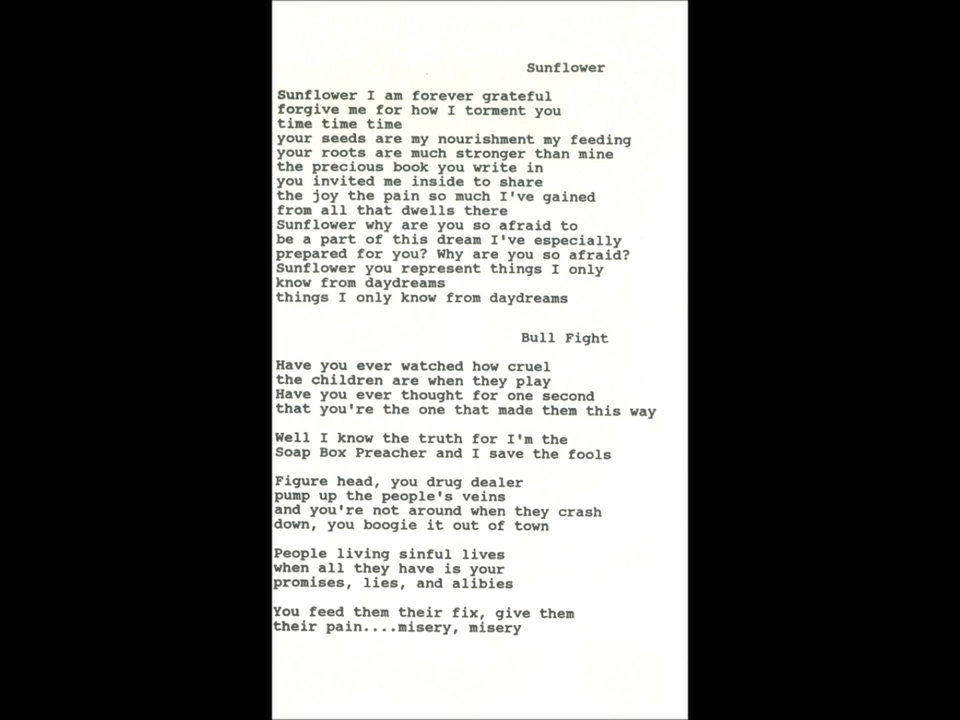 Sunflower
Sunflower I am forever grateful
forgive me for how I torment you
time time time
your seeds are my nourishment my feeding
your roots are much stronger than mine
the precious book you write in
you invited me inside to share
the joy the pain so much I've gained
from all that dwells there
Sunflower why are you so afraid to
be a part of this dream I've especially
prepared for you? Why are you so afraid?
Sunflower you represent things I only
know from daydreams
things I only know from daydreams
Bull Fight
Have you ever watched how cruel
the children are when they play
Have you ever thought for one second
that you're the one that made them this way
Well I know the truth for I'm the
Soap Box Preacher and I save the fools
Figure head, you drug dealer
pump up the people's veins
and you're not around when they crash
down, you boogie it out of town
People living sinful lives
when all they have is your
promises, lies, and alibies
You feed them their fix, give them
their pain....misery, misery